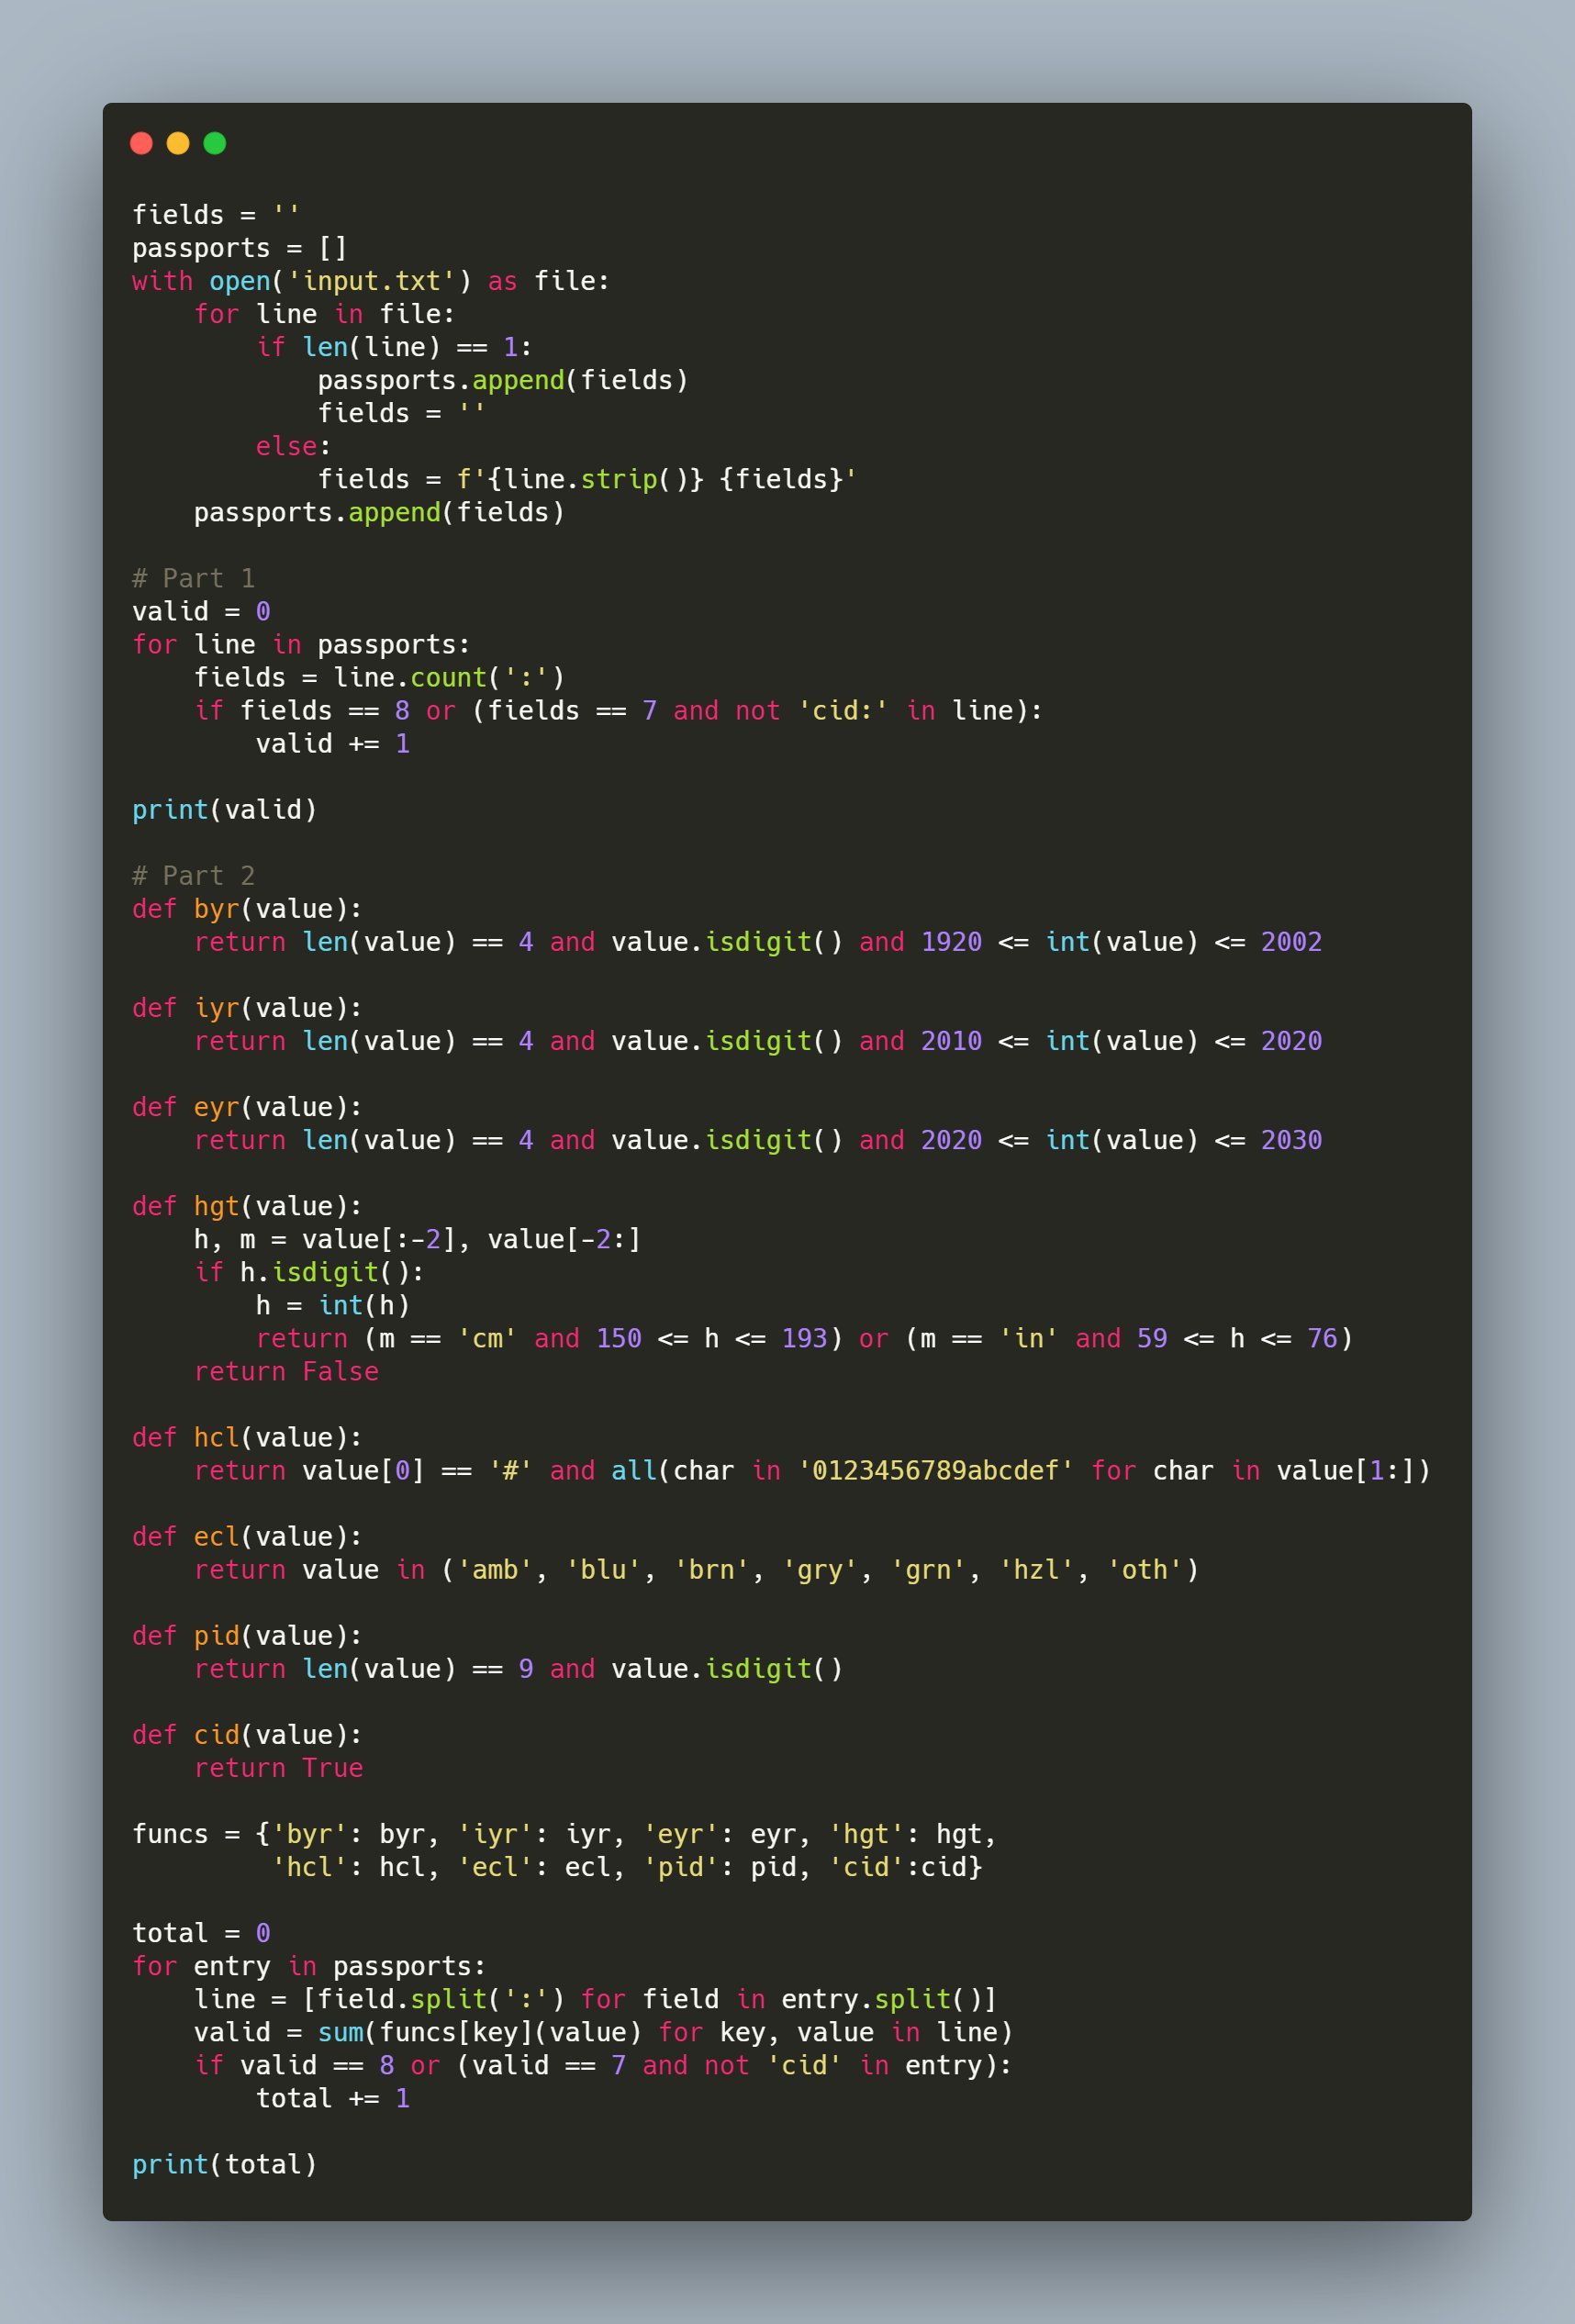 fields = ''
passports = []
with open('input.txt') as file:
    for line in file:
        if len(line) == 1:
            passports.append(fields)
            fields = ''
        else:
            fields = f'{line.strip()} {fields}'
    passports.append(fields)

# Part 1
valid = 0
for line in passports:
    fields = line.count(':')
    if fields == 8 or (fields == 7 and not 'cid:' in line):
        valid += 1

print(valid)

# Part 2
def byr(value):
    return len(value) == 4 and value.isdigit() and 1920 <= int(value) <= 2002

def iyr(value):
    return len(value) == 4 and value.isdigit() and 2010 <= int(value) <= 2020

def eyr(value):
    return len(value) == 4 and value.isdigit() and 2020 <= int(value) <= 2030

def hgt(value):
    h, m = value[:-2], value[-2:]
    if h.isdigit():
        h = int(h)
        return (m == 'cm' and 150 <= h <= 193) or (m == 'in' and 59 <= h <= 76)
    return False

def hcl(value):
    return value[0] == '#' and all(char in '0123456789abcdef' for char in value[1:])

def ecl(value):
    return value in ('amb', 'blu', 'brn', 'gry', 'grn', 'hzl', 'oth')

def pid(value):
    return len(value) == 9 and value.isdigit()

def cid(value):
    return True

funcs = {'byr': byr, 'iyr': iyr, 'eyr': eyr, 'hgt': hgt,
         'hcl': hcl, 'ecl': ecl, 'pid': pid, 'cid':cid}

total = 0
for entry in passports:
    line = [field.split(':') for field in entry.split()]
    valid = sum(funcs[key](value) for key, value in line)
    if valid == 8 or (valid == 7 and not 'cid' in entry):
        total += 1

print(total)